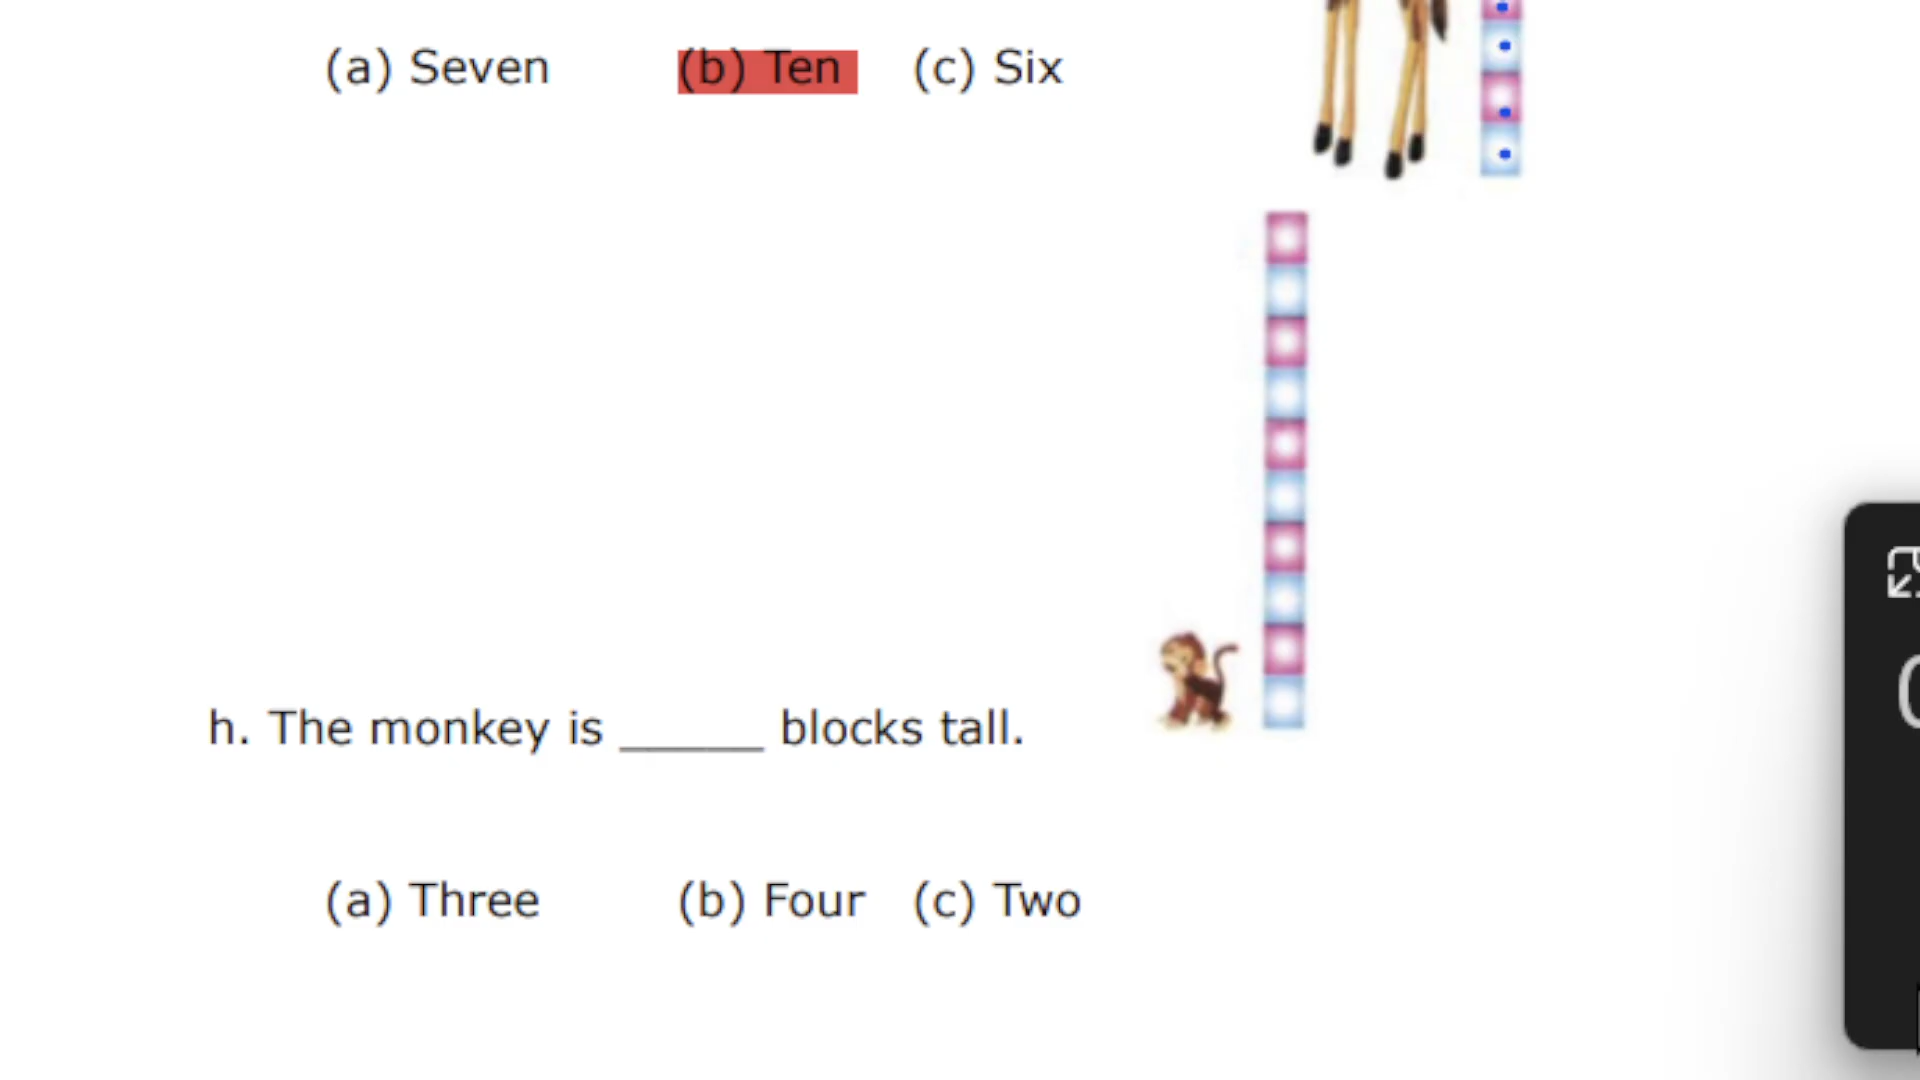 (a) Seven (b) Ten (c) Six
h. The monkey is ______ blocks tall.
(a) Three (b) Four (c) Two